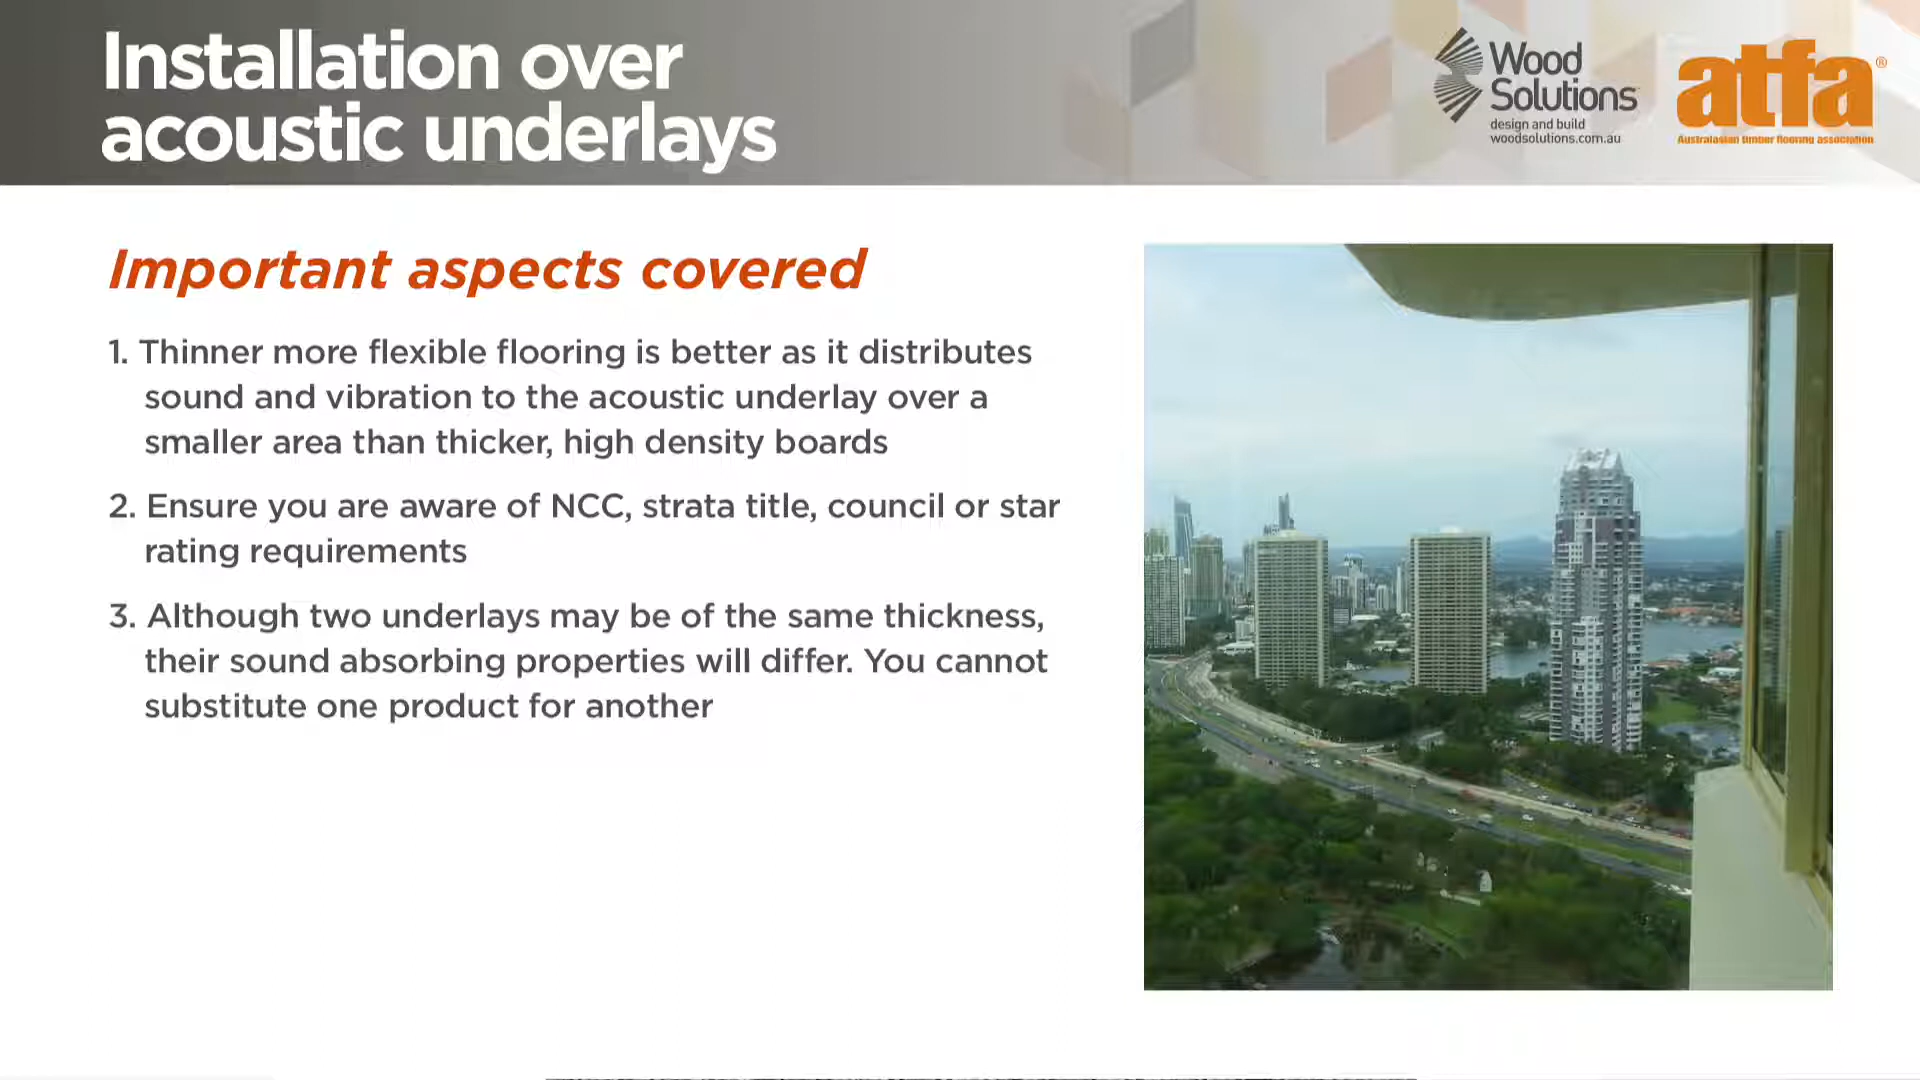 Installation over
acoustic underlays
Wood
Solutions
design and build
woodsolutions.com.au
atfa®
Australasian timber flooring association
Important aspects covered
1. Thinner more flexible flooring is better as it distributes
sound and vibration to the acoustic underlay over a
smaller area than thicker, high density boards
2. Ensure you are aware of NCC, strata title, council or star
rating requirements
3. Although two underlays may be of the same thickness,
their sound absorbing properties will differ. You cannot
substitute one product for another